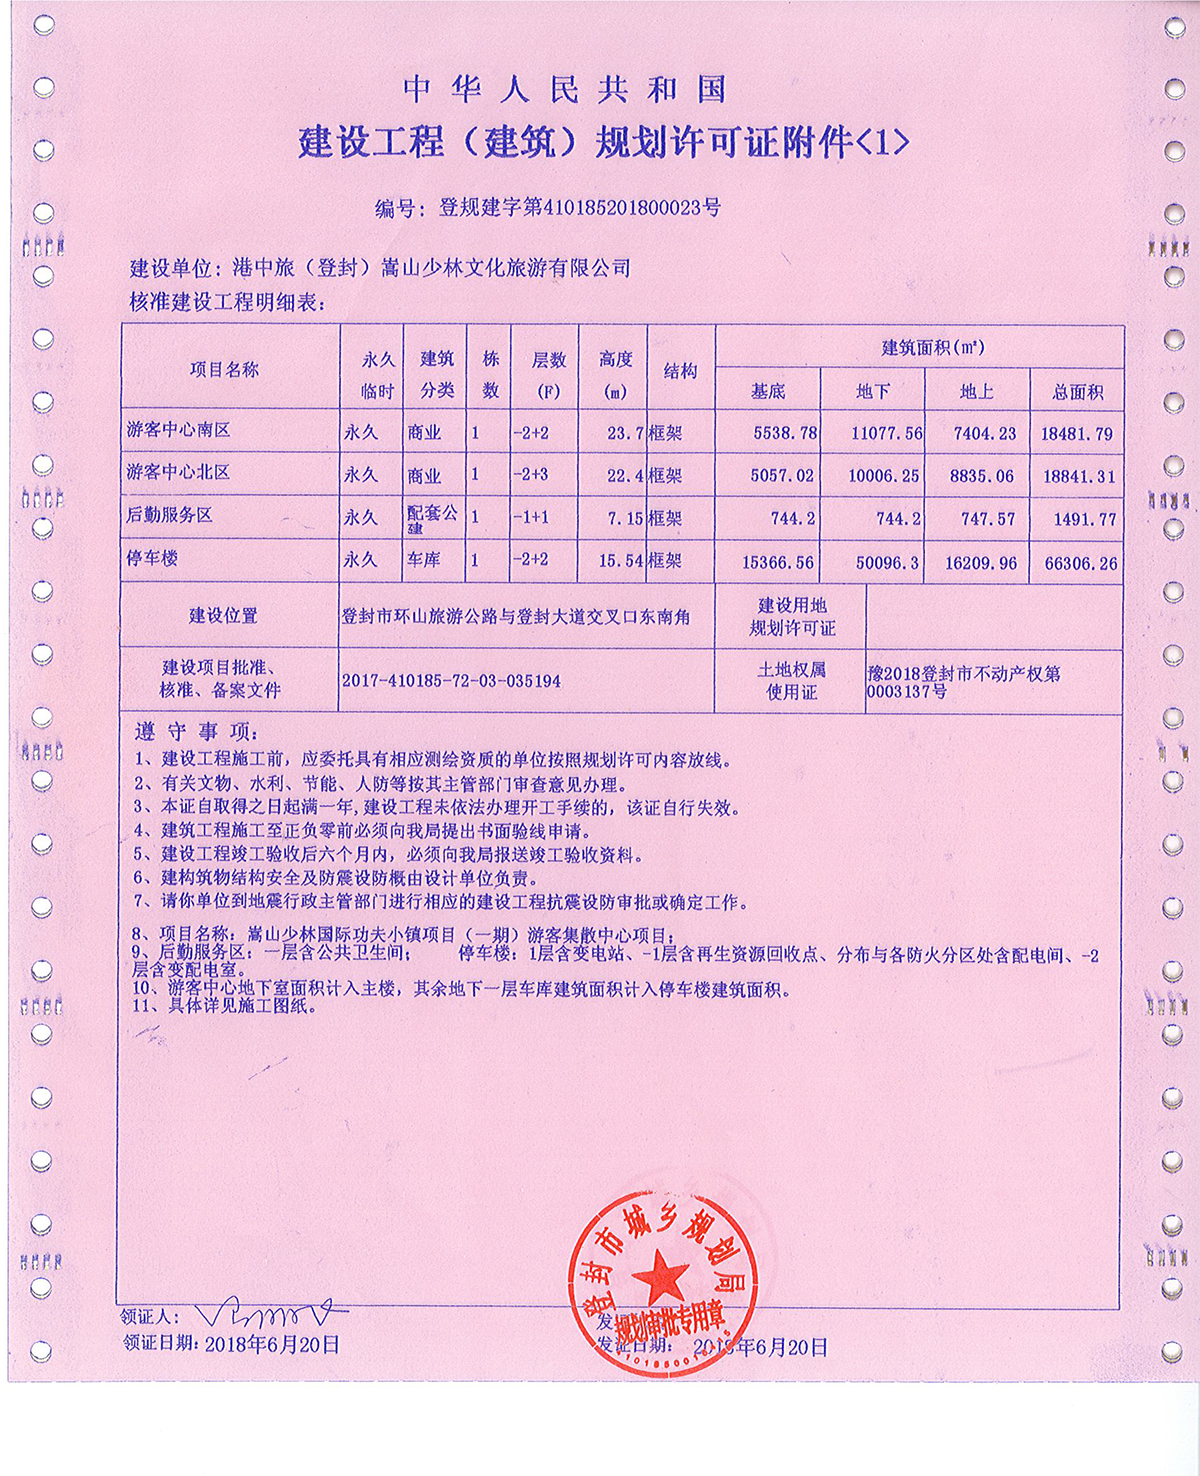 中华人民共和国
建设工程（建筑）规划许可证附件<1>
编号：登规建字第410185201800023号
建设单位：港中旅（登封）嵩山少林文化旅游有限公司
核准建设工程明细表：
项目名称 永久临时 建筑分类 栋数 层数(F) 高度(m) 结构 建筑面积(㎡)
基底 地下 地上 总面积
游客中心南区 永久 商业 1 -2+2 23.7 框架 5538.78 11077.56 7404.23 18481.79
游客中心北区 永久 商业 1 -2+3 22.4 框架 5057.02 10006.25 8835.06 18841.31
后勤服务区 永久 配套公建 1 -1+1 7.15 框架 744.2 744.2 747.57 1491.77
停车楼 永久 车库 1 -2+2 15.54 框架 15366.56 50096.3 16209.96 66306.26
建设位置 登封市环山旅游公路与登封大道交叉口东南角 建设用地规划许可证
建设项目批准、核准、备案文件 2017-410185-72-03-035194 土地权属使用证 豫2018登封市不动产权第0003137号
遵守事项：
1、建设工程施工前，应委托具有相应测绘资质的单位按照规划许可内容放线。
2、有关文物、水利、节能、人防等按其主管部门审查意见办理。
3、本证自取得之日起满一年,建设工程未依法办理开工手续的，该证自行失效。
4、建筑工程施工至正负零前必须向我局提出书面验线申请。
5、建设工程竣工验收后六个月内，必须向我局报送竣工验收资料。
6、建构筑物结构安全及防震设防概由设计单位负责。
7、请你单位到地震行政主管部门进行相应的建设工程抗震设防审批或确定工作。
8、项目名称：嵩山少林国际功夫小镇项目（一期）游客集散中心项目；
9、后勤服务区：一层含公共卫生间； 停车楼：1层含变电站、-1层含再生资源回收点、分布与各防火分区处含配电间、-2
层含变配电室。
10、游客中心地下室面积计入主楼，其余地下一层车库建筑面积计入停车楼建筑面积。
11、具体详见施工图纸。
登封市城乡规划局
规划审批专用章
领证人：
领证日期：2018年6月20日
发证日期：2018年6月20日